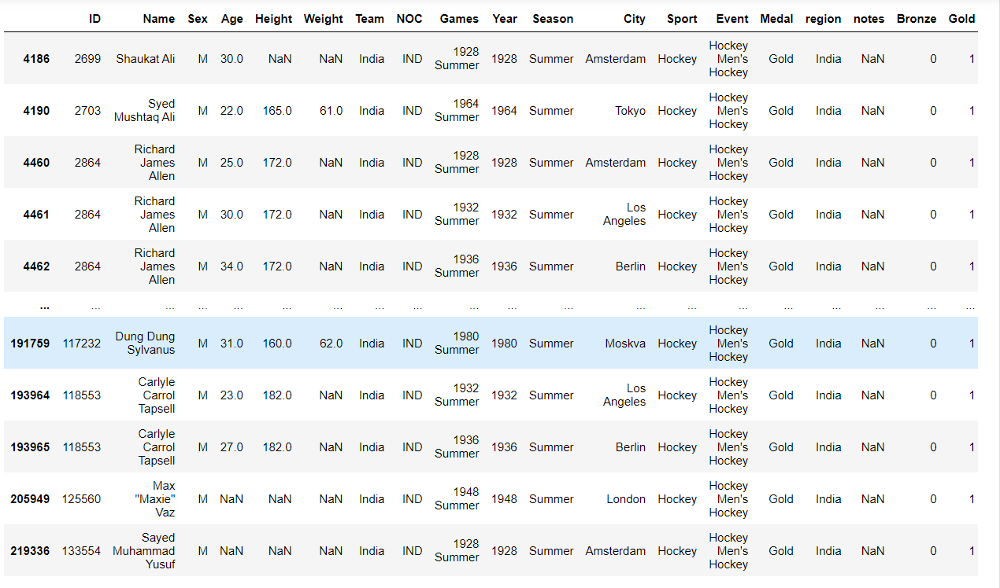 ID Name Sex Age Height Weight Team NOC Games Year Season City Sport Event Medal region notes Bronze Gold
4186 2699 Shaukat Ali M 30.0 NaN NaN India IND 1928 Summer 1928 Summer Amsterdam Hockey Hockey Men's Hockey Gold India NaN 0 1
4190 2703 Syed Mushtaq Ali M 22.0 165.0 61.0 India IND 1964 Summer 1964 Summer Tokyo Hockey Hockey Men's Hockey Gold India NaN 0 1
4460 2864 Richard James Allen M 25.0 172.0 NaN India IND 1928 Summer 1928 Summer Amsterdam Hockey Hockey Men's Hockey Gold India NaN 0 1
4461 2864 Richard James Allen M 30.0 172.0 NaN India IND 1932 Summer 1932 Summer Los Angeles Hockey Hockey Men's Hockey Gold India NaN 0 1
4462 2864 Richard James Allen M 34.0 172.0 NaN India IND 1936 Summer 1936 Summer Berlin Hockey Hockey Men's Hockey Gold India NaN 0 1
... ... ... ... ... ... ... ... ... ... ... ... ... ... ... ... ... ... ... ...
191759 117232 Dung Dung Sylvanus M 31.0 160.0 62.0 India IND 1980 Summer 1980 Summer Moskva Hockey Hockey Men's Hockey Gold India NaN 0 1
193964 118553 Carlyle Carrol Tapsell M 23.0 182.0 NaN India IND 1932 Summer 1932 Summer Los Angeles Hockey Hockey Men's Hockey Gold India NaN 0 1
193965 118553 Carlyle Carrol Tapsell M 27.0 182.0 NaN India IND 1936 Summer 1936 Summer Berlin Hockey Hockey Men's Hockey Gold India NaN 0 1
205949 125560 Max "Maxie" Vaz M NaN NaN NaN India IND 1948 Summer 1948 Summer London Hockey Hockey Men's Hockey Gold India NaN 0 1
219336 133554 Sayed Muhammad Yusuf M NaN NaN NaN India IND 1928 Summer 1928 Summer Amsterdam Hockey Hockey Men's Hockey Gold India NaN 0 1